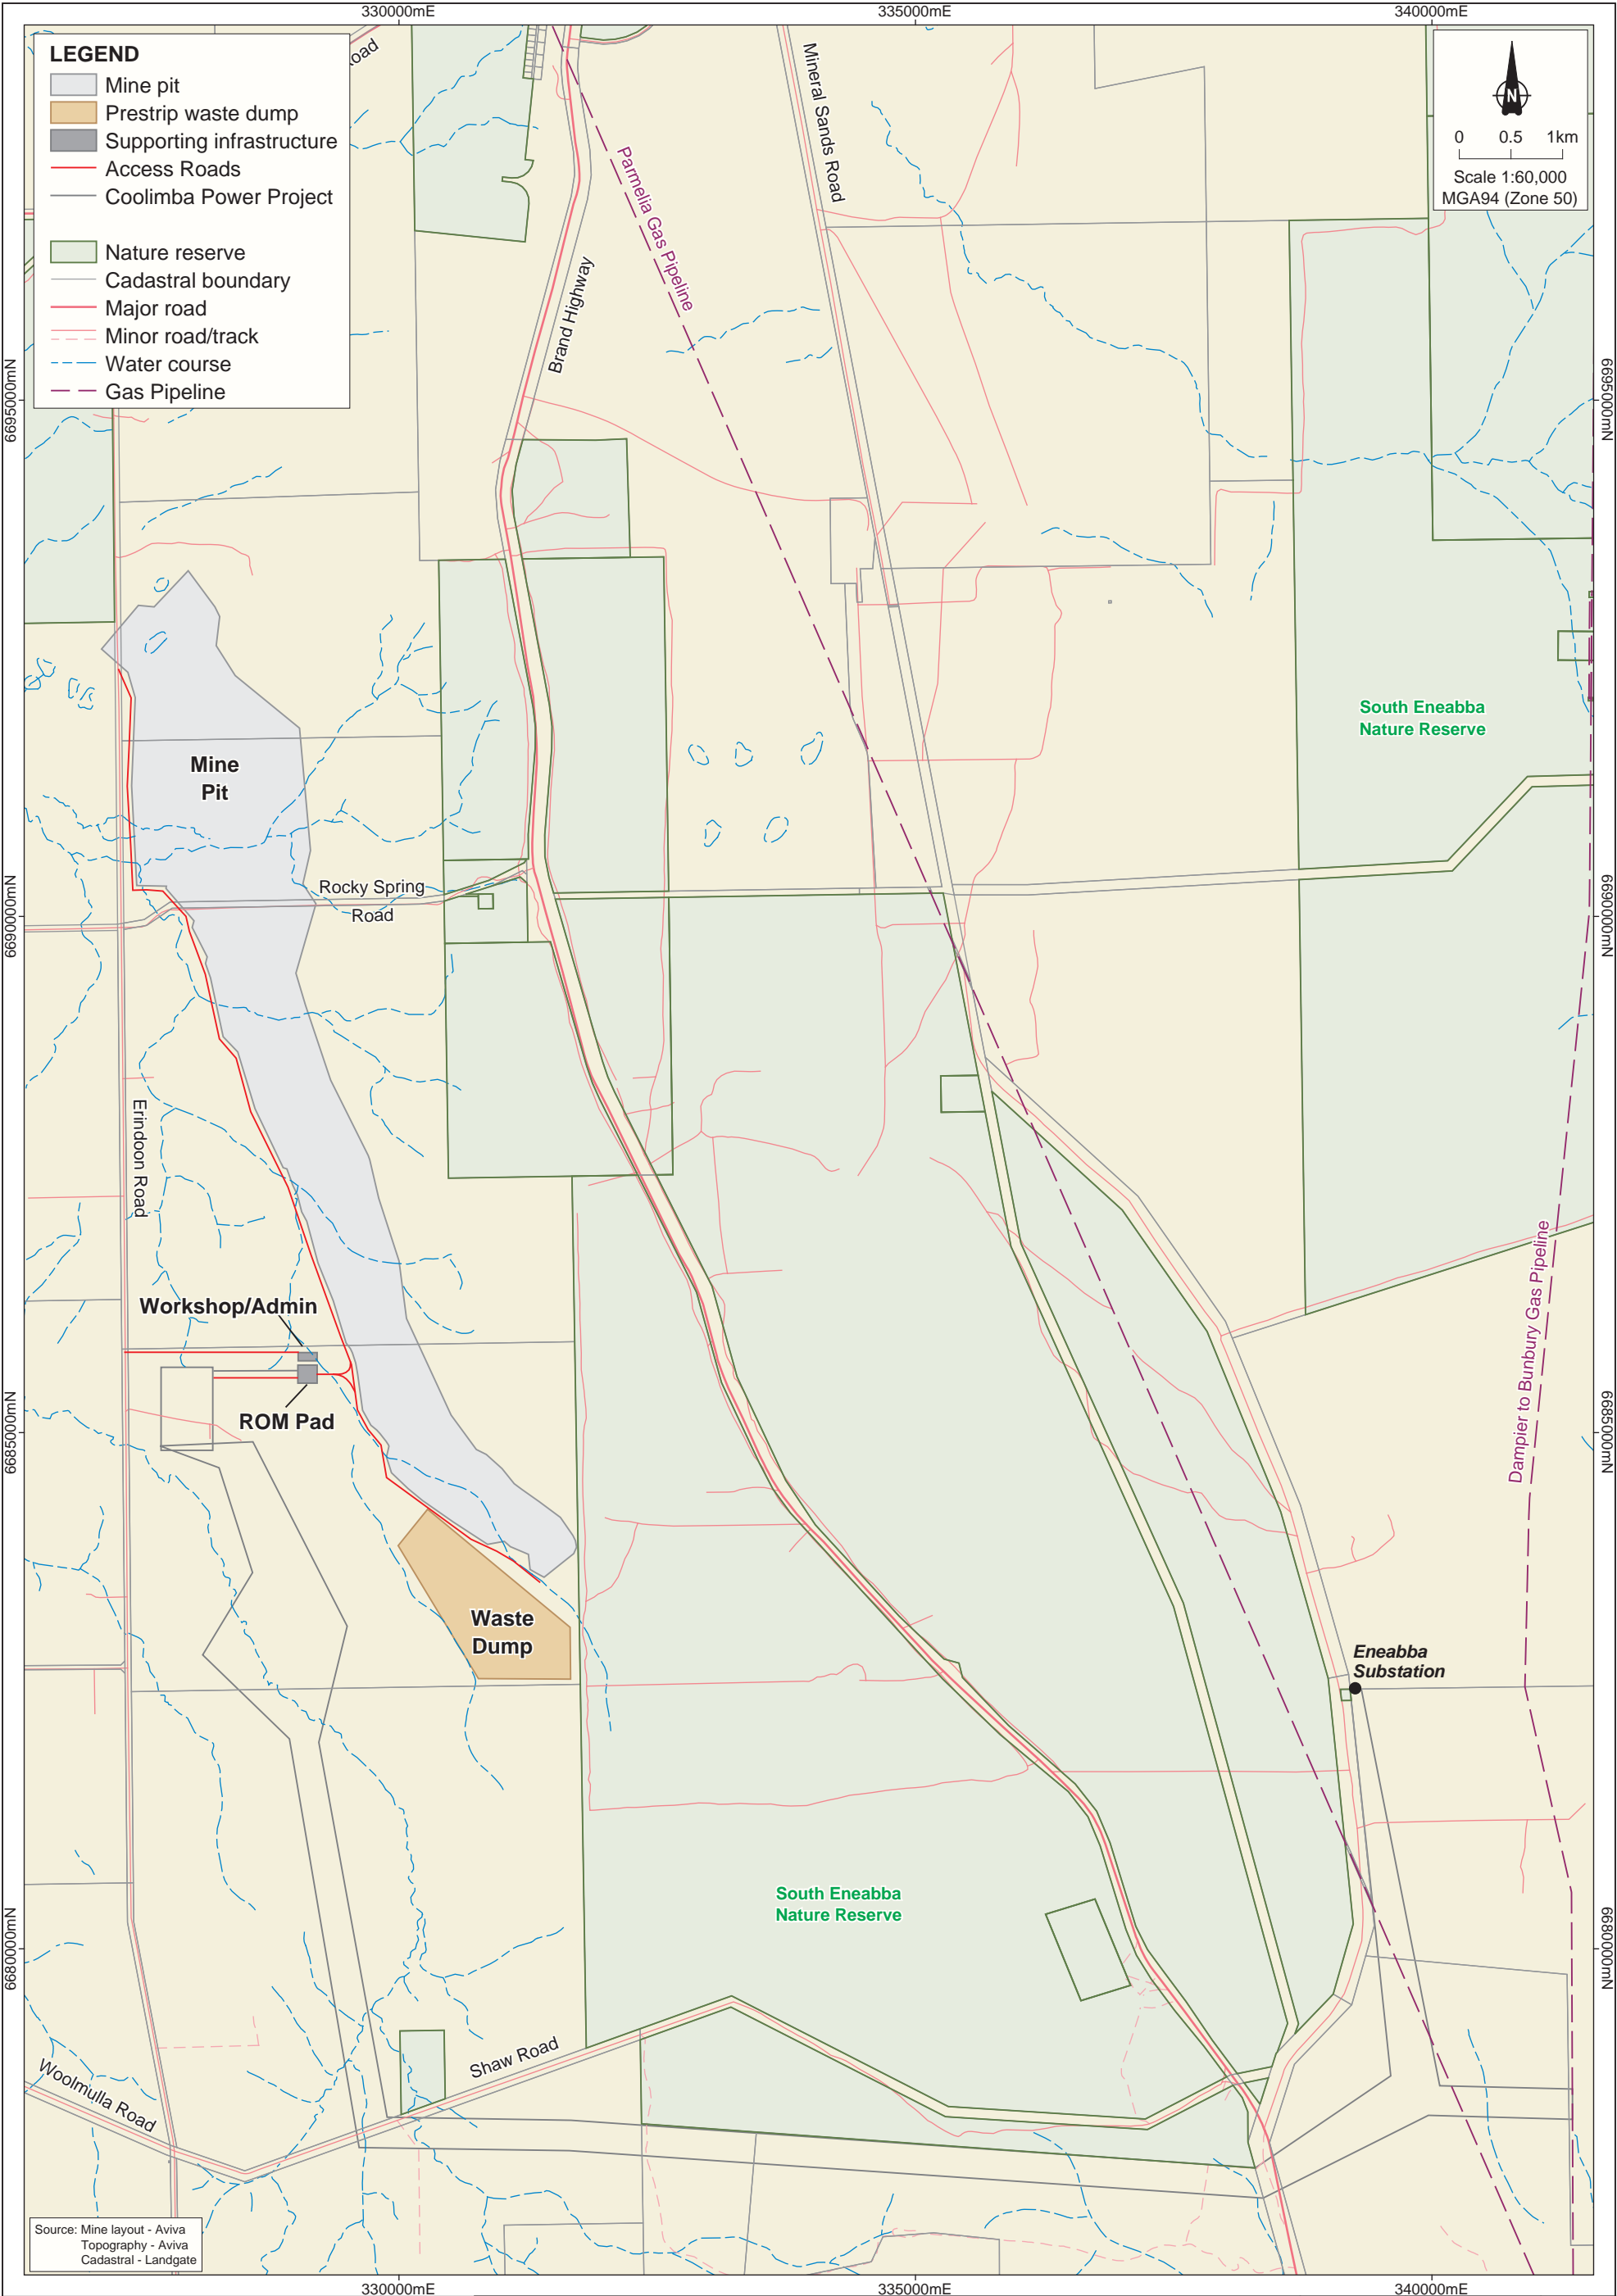 330000mE
335000mE
340000mE
LEGEND
Mine pit
Prestrip waste dump
Supporting infrastructure
Access Roads
Coolimba Power Project
Nature reserve
Cadastral boundary
Major road
Minor road/track
Water course
Gas Pipeline
Road
Mineral Sands Road
Parmelia Gas Pipeline
Brand Highway
N
0 0.5 1km
Scale 1:60,000
MGA94 (Zone 50)
6695000mN
6695000mN
South Eneabba
Nature Reserve
Mine
Pit
Rocky Spring
Road
6690000mN
6690000mN
Erindoon Road
Workshop/Admin
ROM Pad
Dampier to Bunbury Gas Pipeline
6685000mN
6685000mN
Waste
Dump
Eneabba
Substation
South Eneabba
Nature Reserve
6680000mN
6680000mN
Shaw Road
Woolmulla Road
Source: Mine layout - Aviva
Topography - Aviva
Cadastral - Landgate
330000mE
335000mE
340000mE